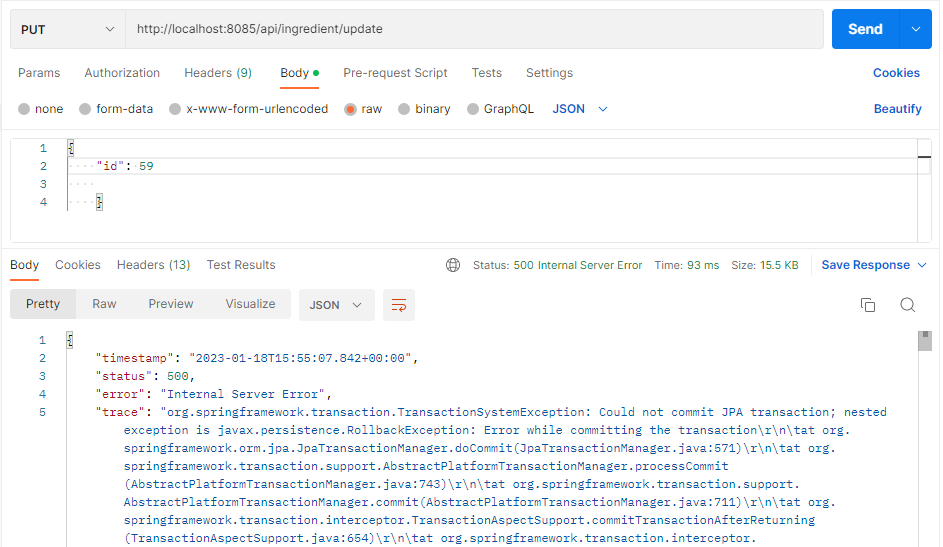 PUT http://localhost:8085/api/ingredient/update Send
Params Authorization Headers (9) Body Pre-request Script Tests Settings Cookies
none form-data x-www-form-urlencoded raw binary GraphQL JSON Beautify
1 {
2 "id": 59
3
4 }
Body Cookies Headers (13) Test Results Status: 500 Internal Server Error Time: 93 ms Size: 15.5 KB Save Response
Pretty Raw Preview Visualize JSON
1 {
2 "timestamp": "2023-01-18T15:55:07.842+00:00",
3 "status": 500,
4 "error": "Internal Server Error",
5 "trace": "org.springframework.transaction.TransactionSystemException: Could not commit JPA transaction; nested
exception is javax.persistence.RollbackException: Error while committing the transaction\r\n\tat org.
springframework.orm.jpa.JpaTransactionManager.doCommit(JpaTransactionManager.java:571)\r\n\tat org.
springframework.transaction.support.AbstractPlatformTransactionManager.processCommit
(AbstractPlatformTransactionManager.java:743)\r\n\tat org.springframework.transaction.support.
AbstractPlatformTransactionManager.commit(AbstractPlatformTransactionManager.java:711)\r\n\tat org.
springframework.transaction.interceptor.TransactionAspectSupport.commitTransactionAfterReturning
(TransactionAspectSupport.java:654)\r\n\tat org.springframework.transaction.interceptor.